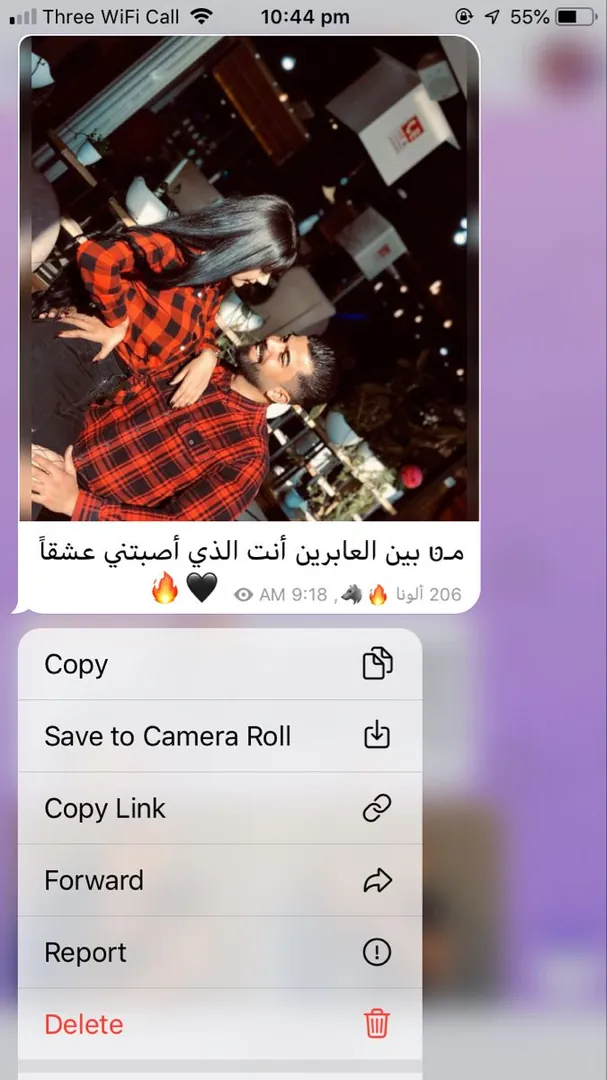 Three WiFi Call 10:44 pm 55%
مـن بين العابرين أنت الذي أصبتني عشقاً
🖤🔥
206 ألونا 🔥🐺, 9:18 AM
Copy
Save to Camera Roll
Copy Link
Forward
Report
Delete